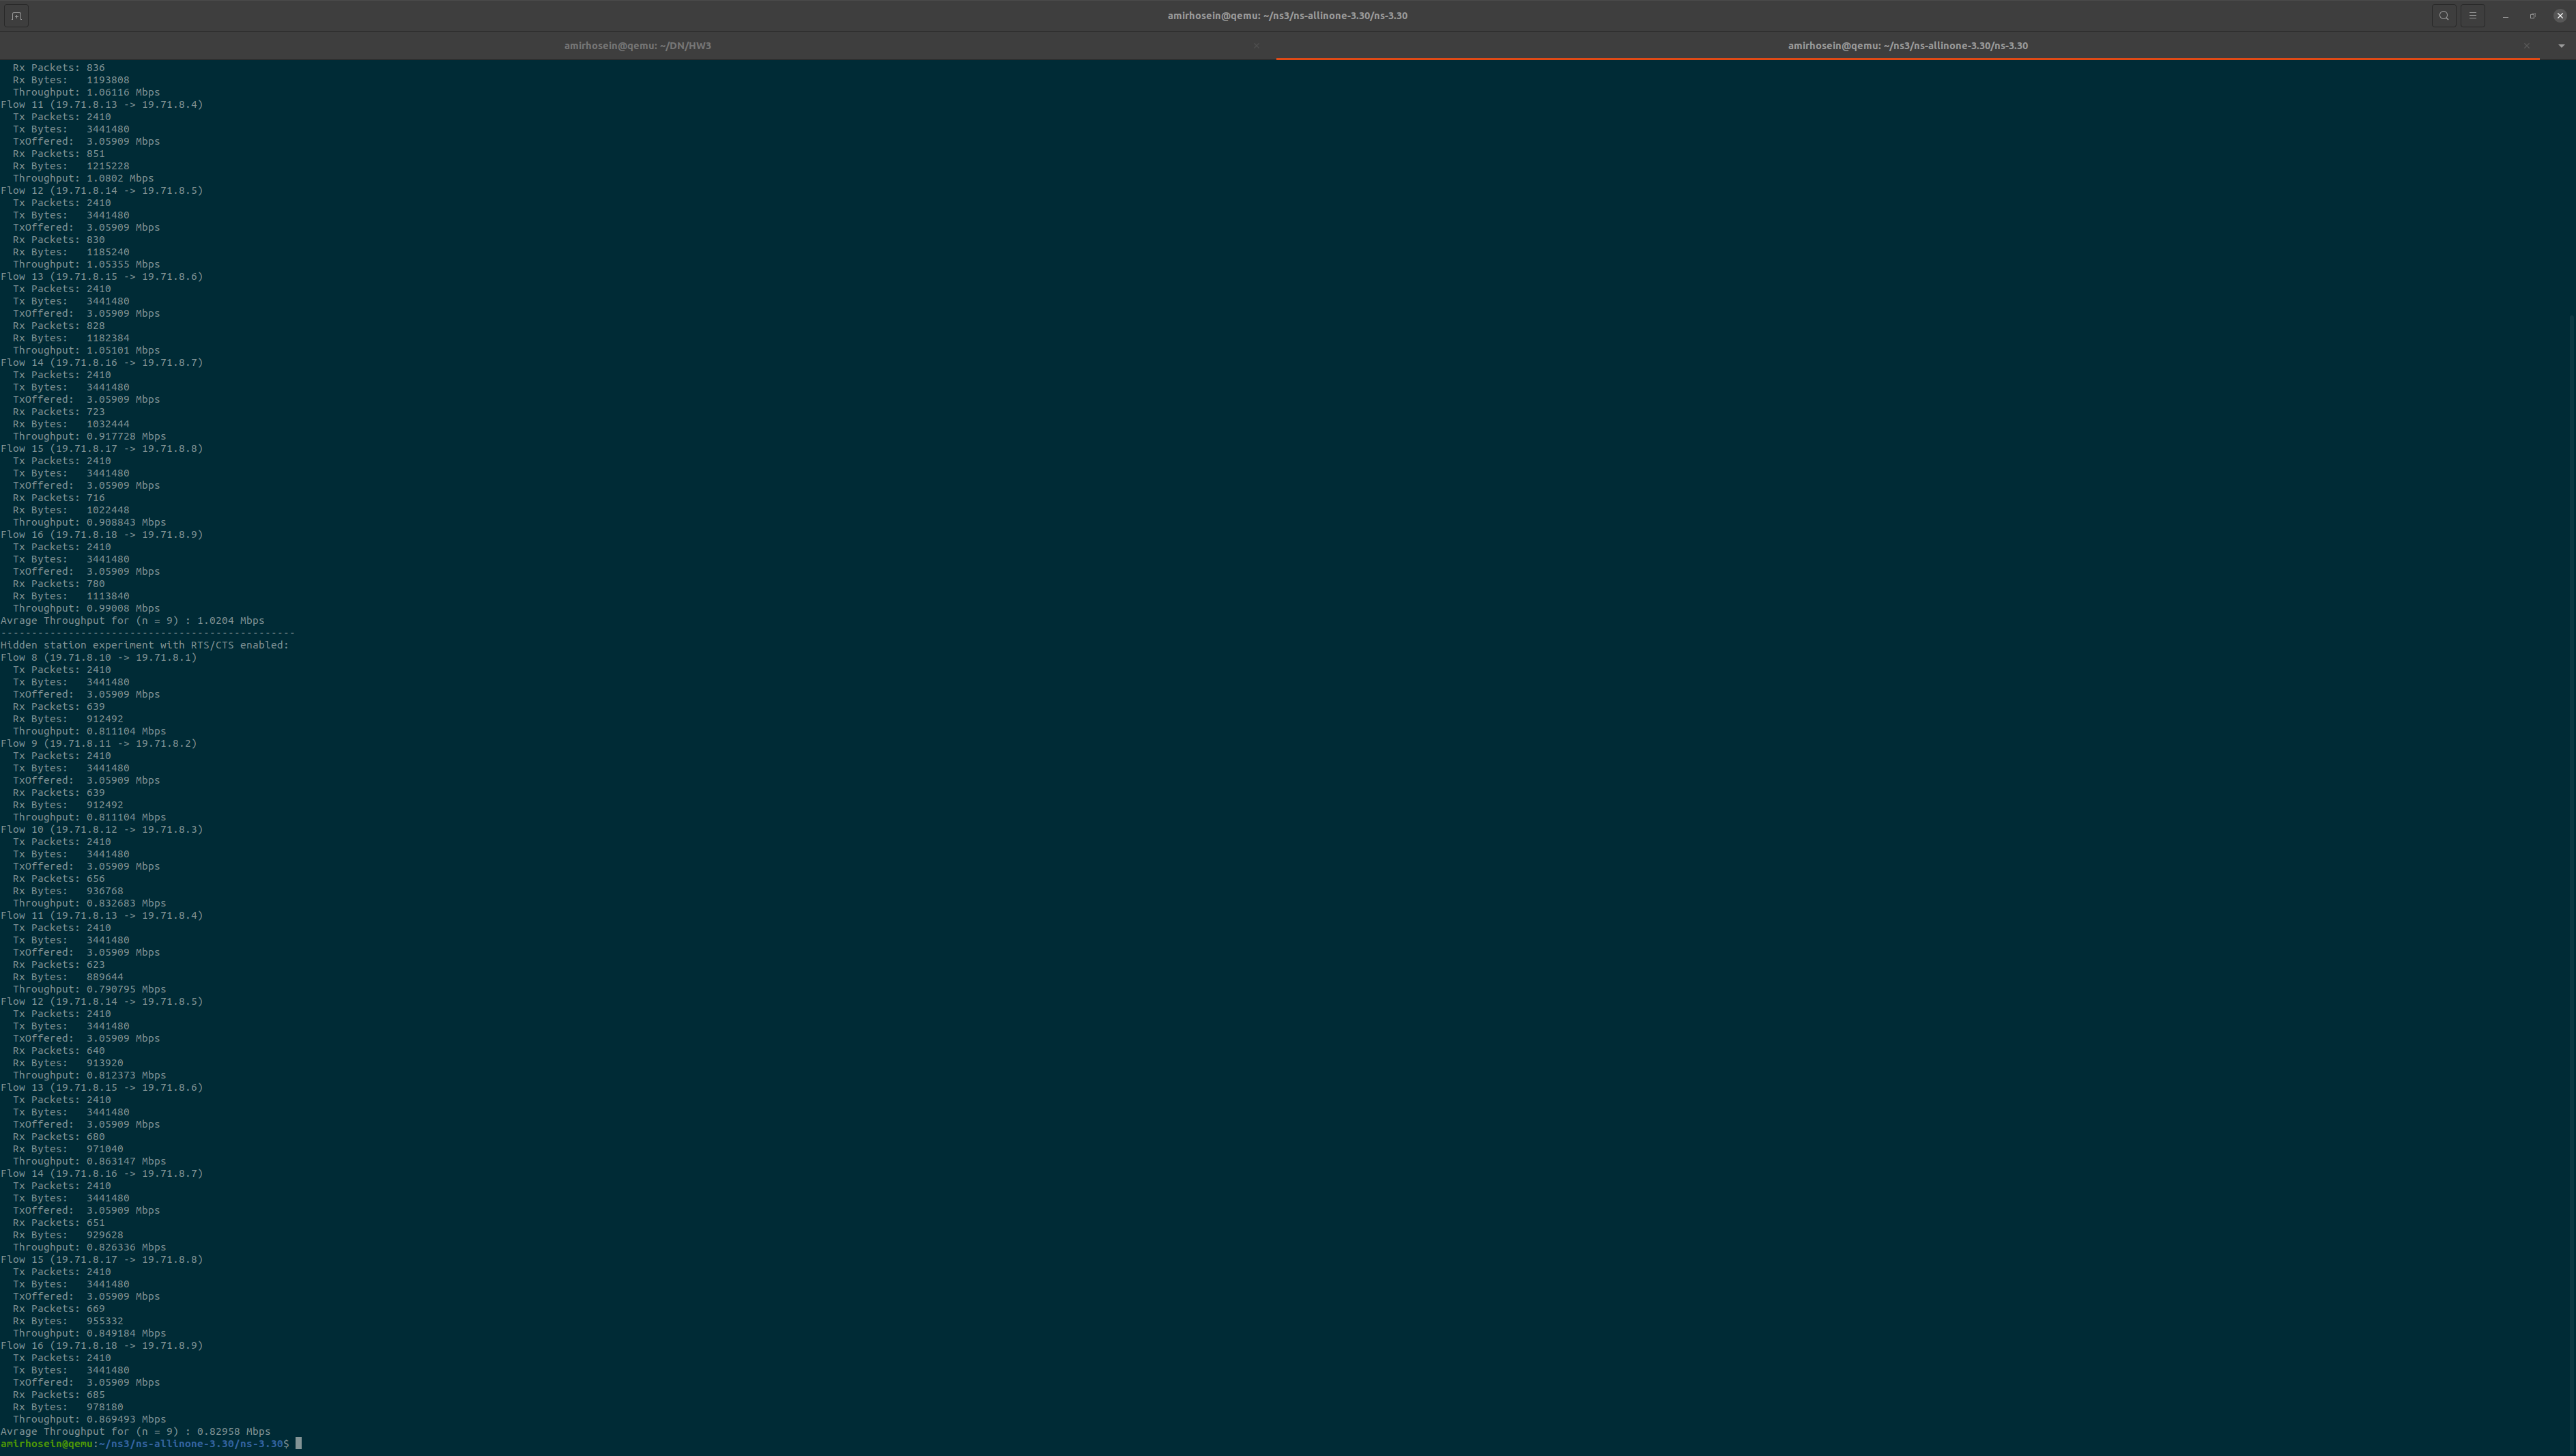 amirhosein@qemu: ~/ns3/ns-allinone-3.30/ns-3.30
amirhosein@qemu: ~/DN/HW3
amirhosein@qemu: ~/ns3/ns-allinone-3.30/ns-3.30
Rx Packets: 836
Rx Bytes:   1193808
Throughput: 1.06116 Mbps
Flow 11 (19.71.8.13 -> 19.71.8.4)
Tx Packets: 2410
Tx Bytes:   3441480
TxOffered:  3.05909 Mbps
Rx Packets: 851
Rx Bytes:   1215228
Throughput: 1.0802 Mbps
Flow 12 (19.71.8.14 -> 19.71.8.5)
Tx Packets: 2410
Tx Bytes:   3441480
TxOffered:  3.05909 Mbps
Rx Packets: 830
Rx Bytes:   1185240
Throughput: 1.05355 Mbps
Flow 13 (19.71.8.15 -> 19.71.8.6)
Tx Packets: 2410
Tx Bytes:   3441480
TxOffered:  3.05909 Mbps
Rx Packets: 828
Rx Bytes:   1182384
Throughput: 1.05101 Mbps
Flow 14 (19.71.8.16 -> 19.71.8.7)
Tx Packets: 2410
Tx Bytes:   3441480
TxOffered:  3.05909 Mbps
Rx Packets: 723
Rx Bytes:   1032444
Throughput: 0.917728 Mbps
Flow 15 (19.71.8.17 -> 19.71.8.8)
Tx Packets: 2410
Tx Bytes:   3441480
TxOffered:  3.05909 Mbps
Rx Packets: 716
Rx Bytes:   1022448
Throughput: 0.908843 Mbps
Flow 16 (19.71.8.18 -> 19.71.8.9)
Tx Packets: 2410
Tx Bytes:   3441480
TxOffered:  3.05909 Mbps
Rx Packets: 780
Rx Bytes:   1113840
Throughput: 0.99008 Mbps
Avrage Throughput for (n = 9) : 1.0204 Mbps
------------------------------------------------
Hidden station experiment with RTS/CTS enabled:
Flow 8 (19.71.8.10 -> 19.71.8.1)
Tx Packets: 2410
Tx Bytes:   3441480
TxOffered:  3.05909 Mbps
Rx Packets: 639
Rx Bytes:   912492
Throughput: 0.811104 Mbps
Flow 9 (19.71.8.11 -> 19.71.8.2)
Tx Packets: 2410
Tx Bytes:   3441480
TxOffered:  3.05909 Mbps
Rx Packets: 639
Rx Bytes:   912492
Throughput: 0.811104 Mbps
Flow 10 (19.71.8.12 -> 19.71.8.3)
Tx Packets: 2410
Tx Bytes:   3441480
TxOffered:  3.05909 Mbps
Rx Packets: 656
Rx Bytes:   936768
Throughput: 0.832683 Mbps
Flow 11 (19.71.8.13 -> 19.71.8.4)
Tx Packets: 2410
Tx Bytes:   3441480
TxOffered:  3.05909 Mbps
Rx Packets: 623
Rx Bytes:   889644
Throughput: 0.790795 Mbps
Flow 12 (19.71.8.14 -> 19.71.8.5)
Tx Packets: 2410
Tx Bytes:   3441480
TxOffered:  3.05909 Mbps
Rx Packets: 640
Rx Bytes:   913920
Throughput: 0.812373 Mbps
Flow 13 (19.71.8.15 -> 19.71.8.6)
Tx Packets: 2410
Tx Bytes:   3441480
TxOffered:  3.05909 Mbps
Rx Packets: 680
Rx Bytes:   971040
Throughput: 0.863147 Mbps
Flow 14 (19.71.8.16 -> 19.71.8.7)
Tx Packets: 2410
Tx Bytes:   3441480
TxOffered:  3.05909 Mbps
Rx Packets: 651
Rx Bytes:   929628
Throughput: 0.826336 Mbps
Flow 15 (19.71.8.17 -> 19.71.8.8)
Tx Packets: 2410
Tx Bytes:   3441480
TxOffered:  3.05909 Mbps
Rx Packets: 669
Rx Bytes:   955332
Throughput: 0.849184 Mbps
Flow 16 (19.71.8.18 -> 19.71.8.9)
Tx Packets: 2410
Tx Bytes:   3441480
TxOffered:  3.05909 Mbps
Rx Packets: 685
Rx Bytes:   978180
Throughput: 0.869493 Mbps
Avrage Throughput for (n = 9) : 0.82958 Mbps
amirhosein@qemu:~/ns3/ns-allinone-3.30/ns-3.30$